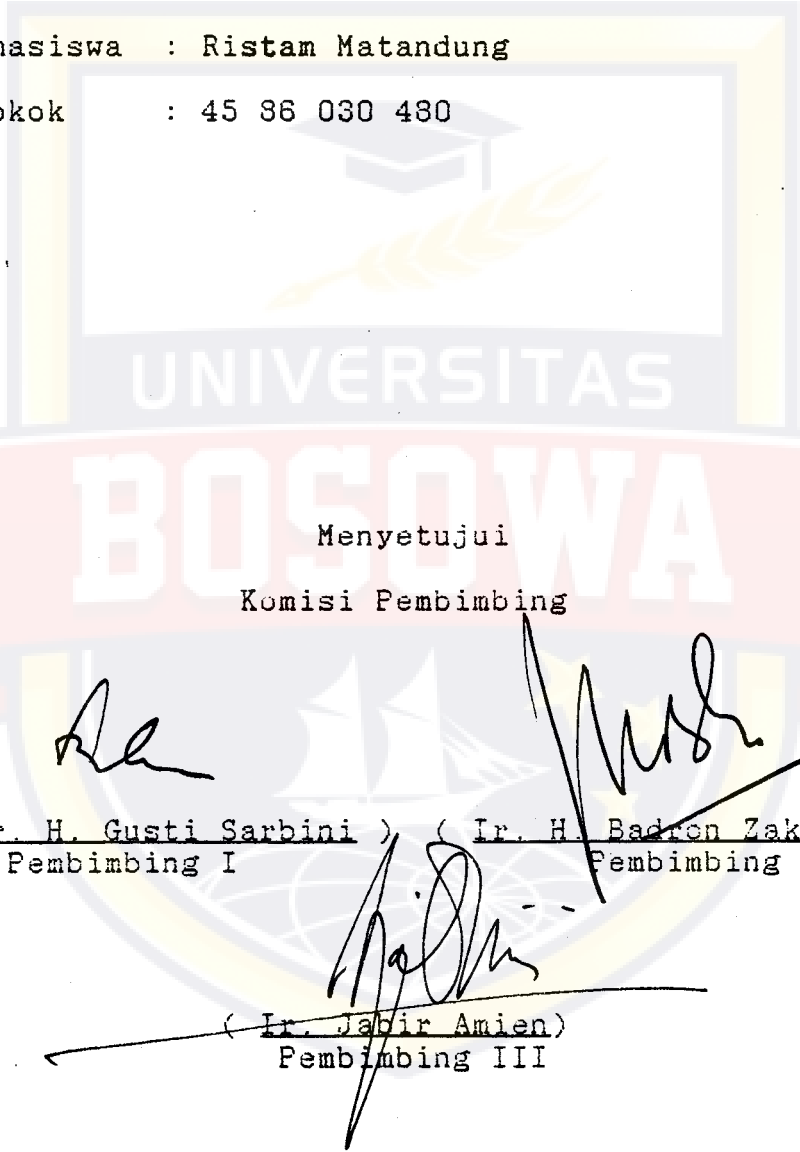 hasiswa : Ristam Matandung
okok : 45 86 030 480
UNIVERSITAS
BOSOWA
Menyetujui
Komisi Pembimbing
r. H. Gusti Sarbini ) ( Ir. H. Badron Zak
Pembimbing I Pembimbing
( Ir. Jabir Amien)
Pembimbing III